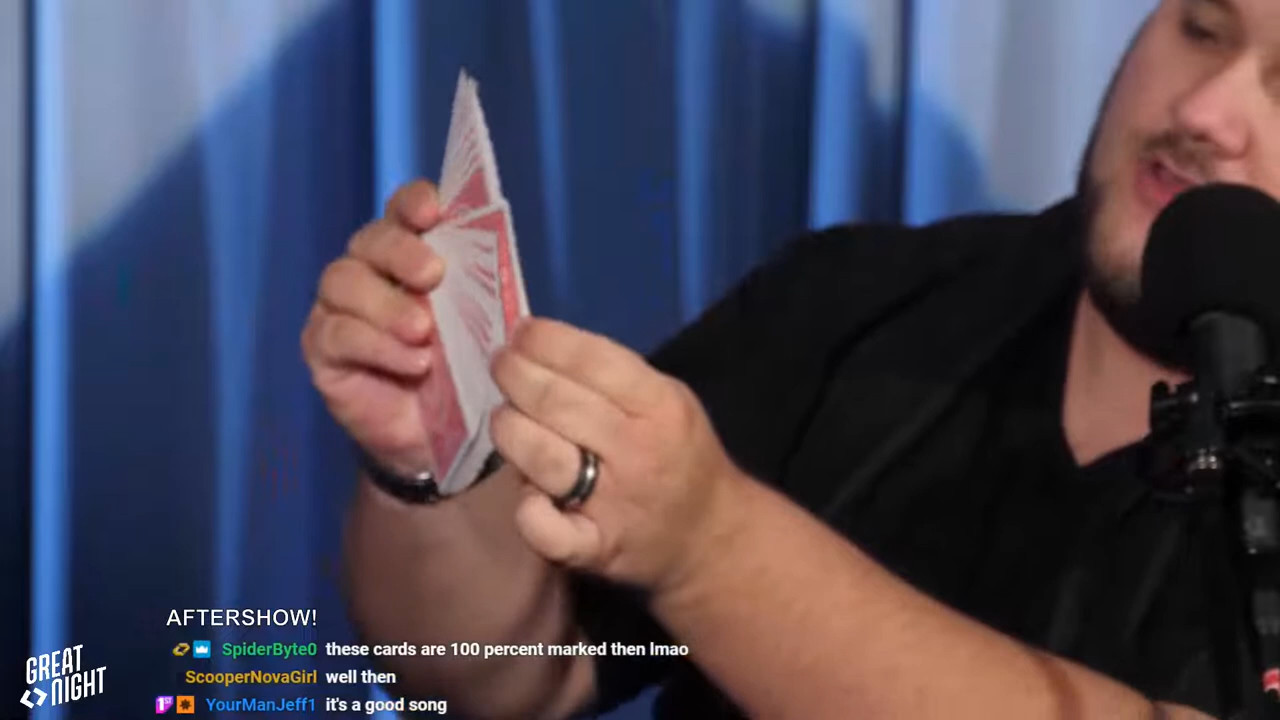 AFTERSHOW!
SpiderByte0 these cards are 100 percent marked then lmao
ScooperNovaGirl well then
1st YourManJeff1 it's a good song
GREAT
NIGHT